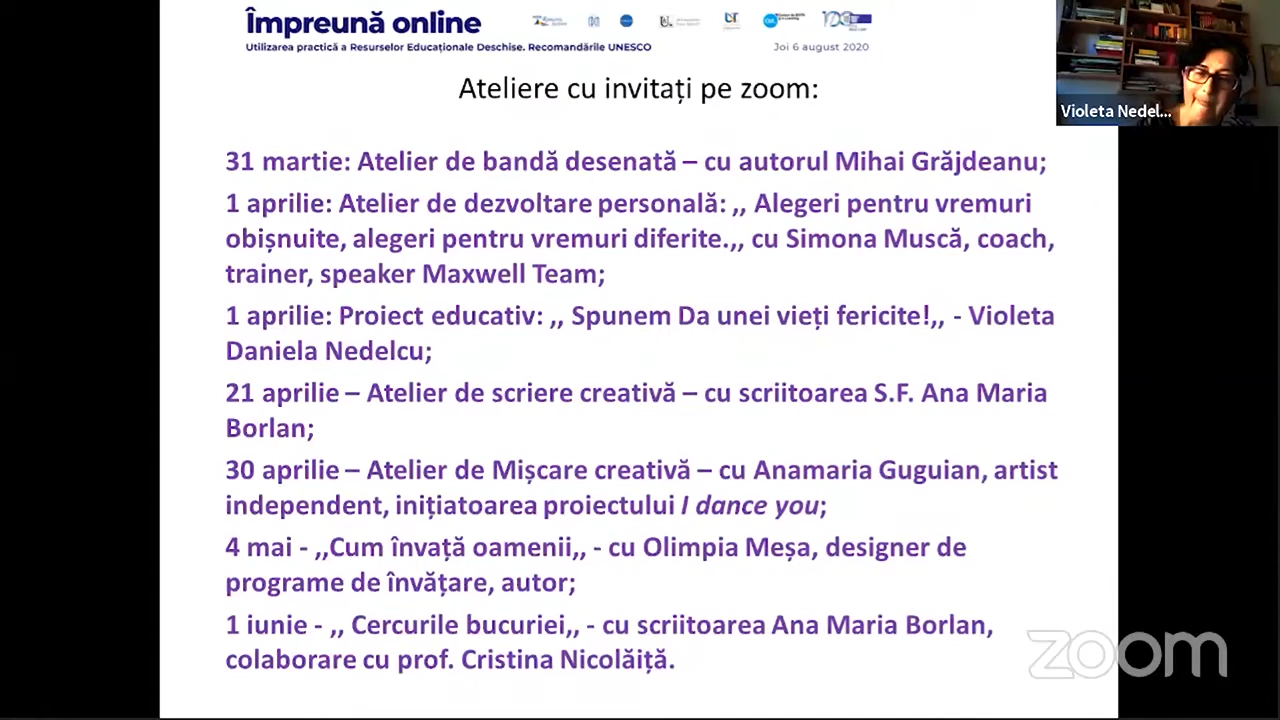 Împreună online
Utilizarea practică a Resurselor Educaționale Deschise. Recomandările UNESCO
Joi 6 august 2020
Violeta Nedel...
Ateliere cu invitați pe zoom:
31 martie: Atelier de bandă desenată – cu autorul Mihai Grăjdeanu;
1 aprilie: Atelier de dezvoltare personală: ,, Alegeri pentru vremuri
obișnuite, alegeri pentru vremuri diferite.,, cu Simona Muscă, coach,
trainer, speaker Maxwell Team;
1 aprilie: Proiect educativ: ,, Spunem Da unei vieți fericite!,, - Violeta
Daniela Nedelcu;
21 aprilie – Atelier de scriere creativă – cu scriitoarea S.F. Ana Maria
Borlan;
30 aprilie – Atelier de Mișcare creativă – cu Anamaria Guguian, artist
independent, inițiatoarea proiectului I dance you;
4 mai - ,,Cum învață oamenii,, - cu Olimpia Meșa, designer de
programe de învățare, autor;
1 iunie - ,, Cercurile bucuriei,, - cu scriitoarea Ana Maria Borlan,
colaborare cu prof. Cristina Nicolăiță.
zoom